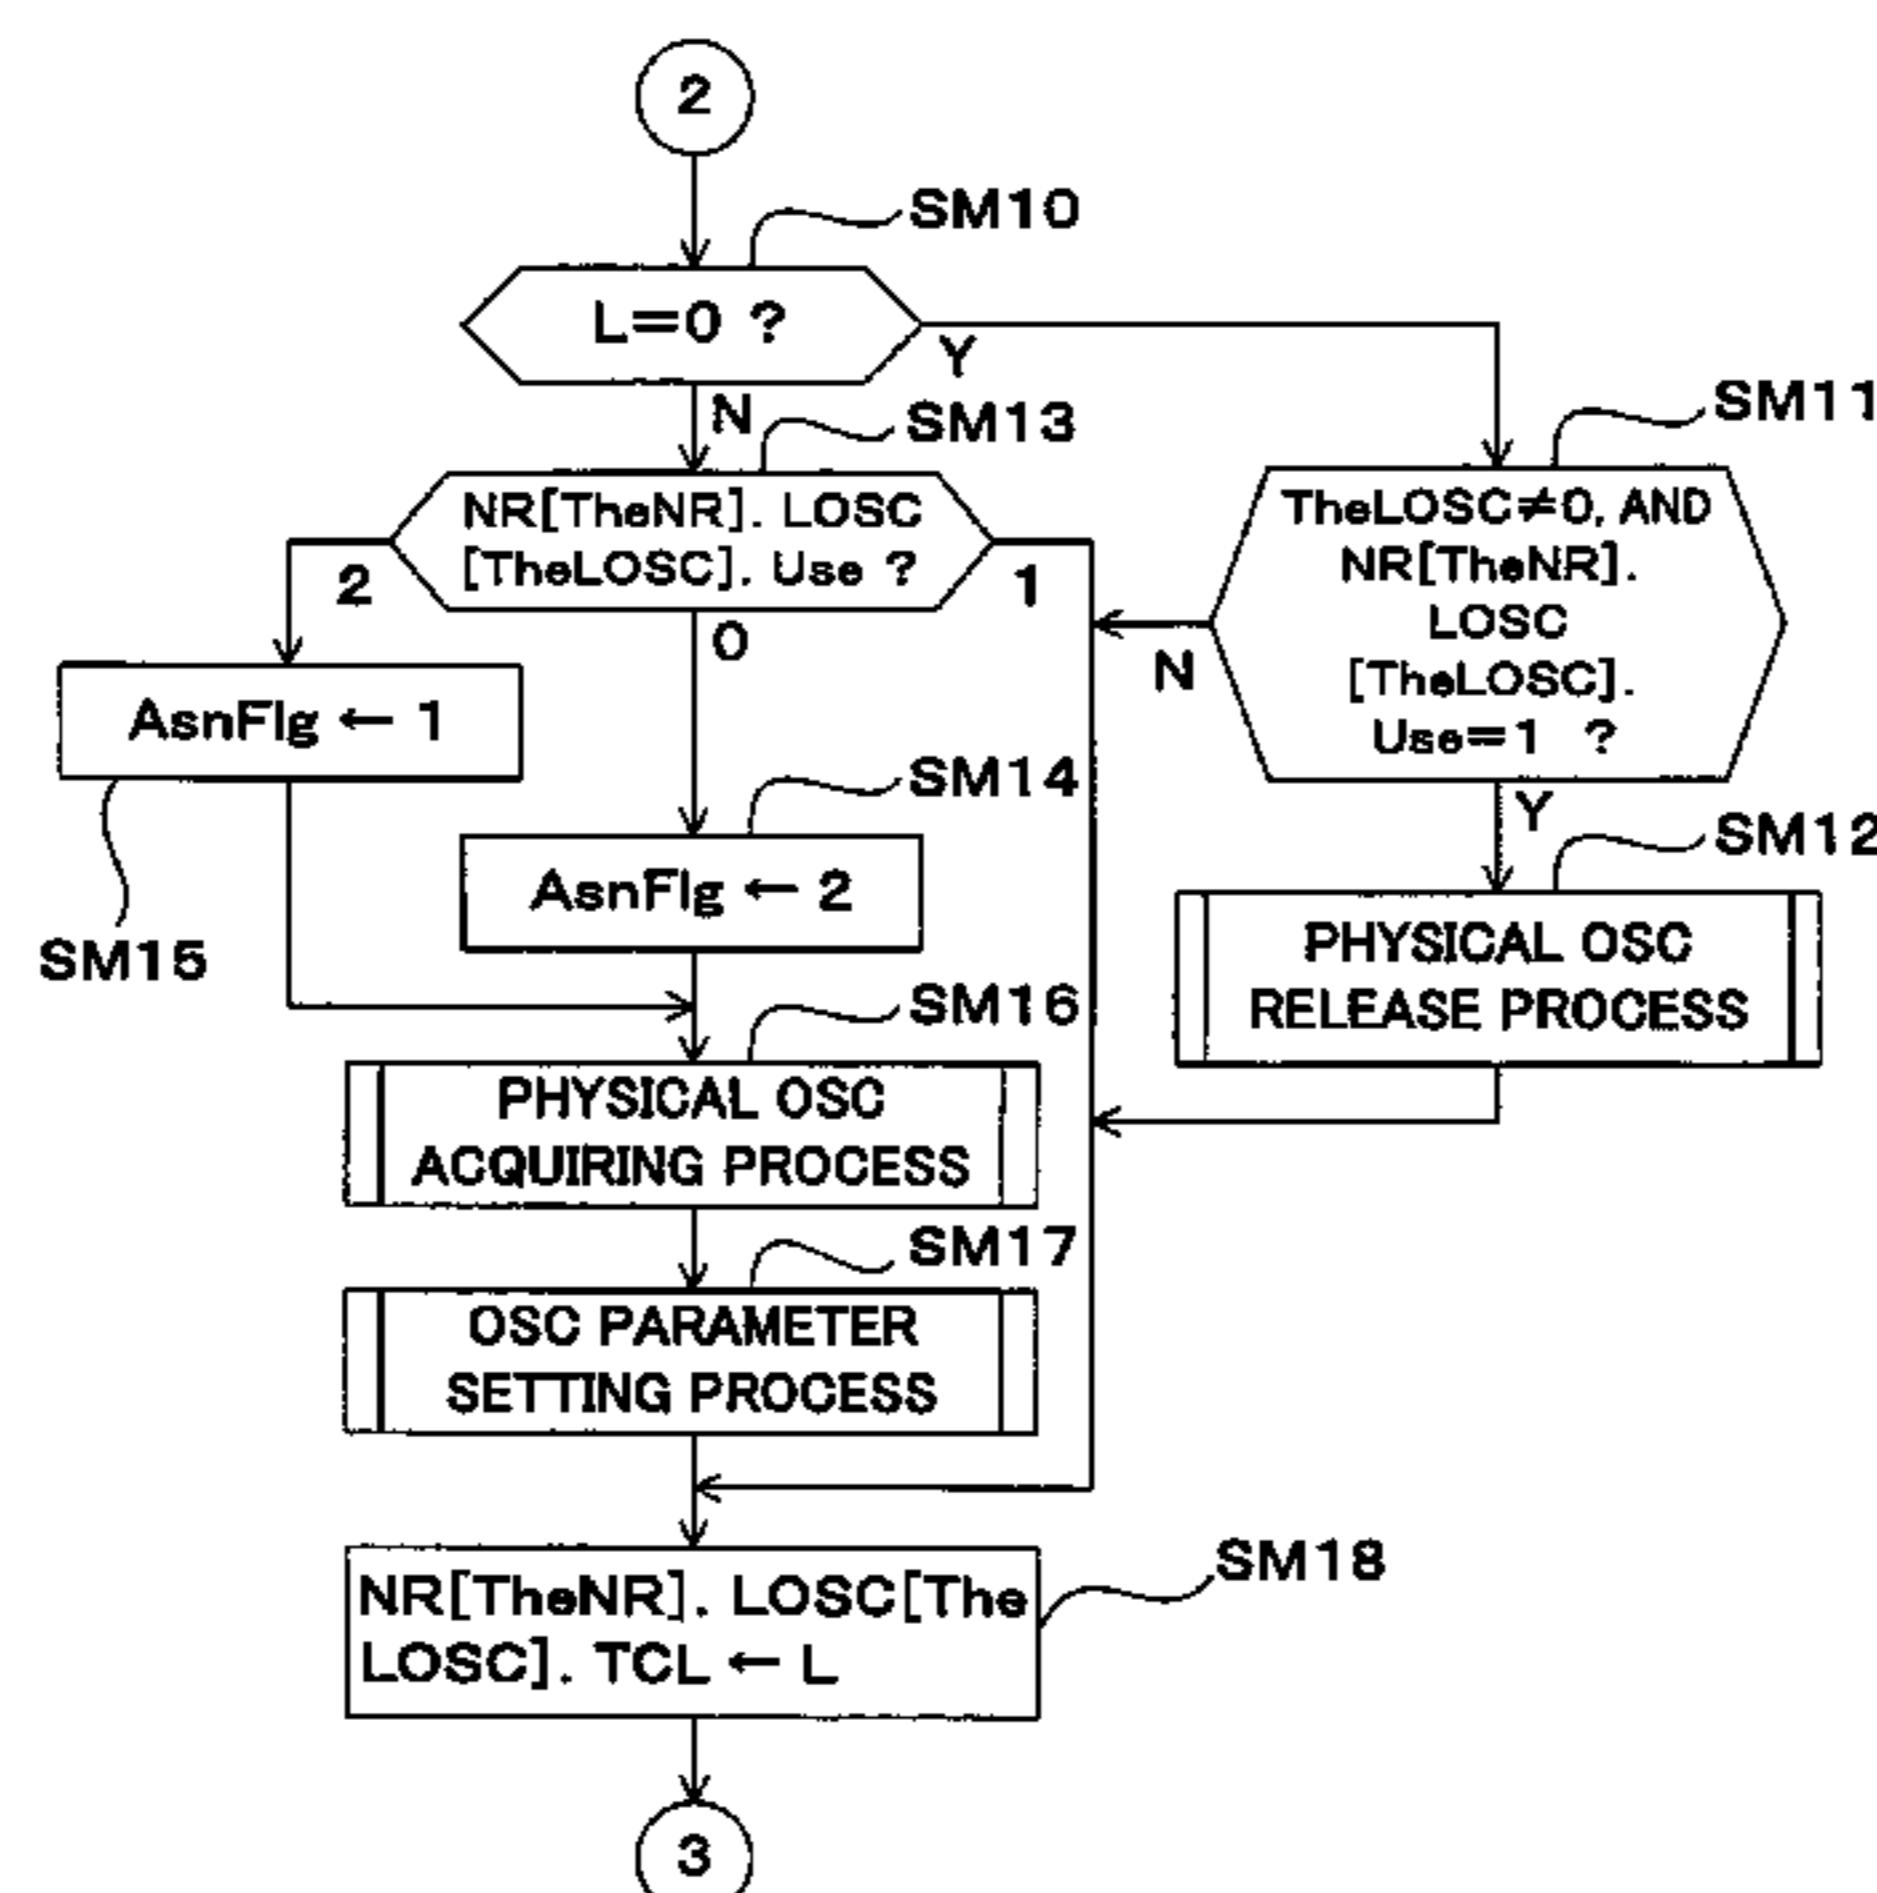 2
SM10
L=0 ?
Y
N
SM13
SM11
NR[TheNR]. LOSC
[TheLOSC]. Use ?
2
0
1
TheLOSC≠0, AND
NR[TheNR].
LOSC
[TheLOSC].
Use=1 ?
N
Y
AsnFlg ← 1
SM15
SM14
AsnFlg ← 2
SM12
PHYSICAL OSC
RELEASE PROCESS
SM16
PHYSICAL OSC
ACQUIRING PROCESS
SM17
OSC PARAMETER
SETTING PROCESS
SM18
NR[TheNR]. LOSC[The
LOSC]. TCL ← L
3